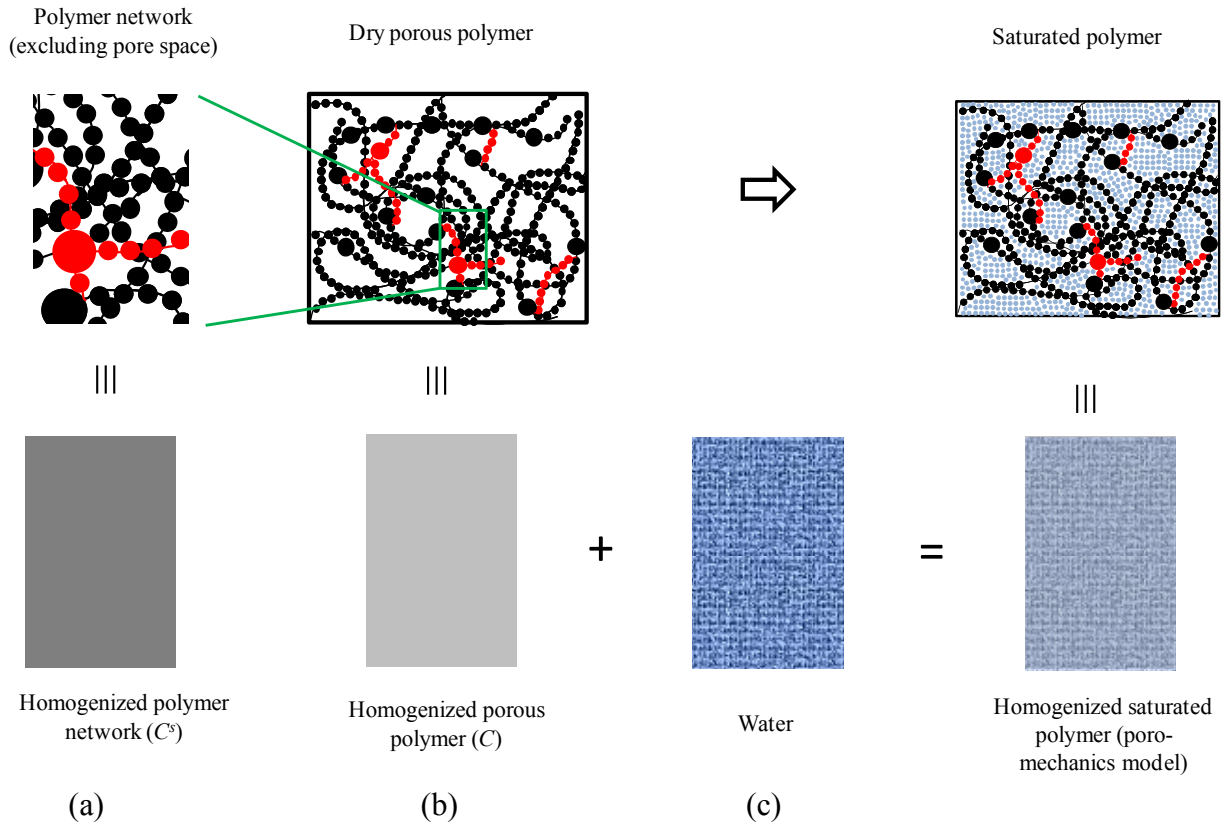 Polymer network
(excluding pore space)
Dry porous polymer
Saturated polymer
|||
|||
|||
+
=
Homogenized polymer
network (Cˢ)
Homogenized porous
polymer (C)
Water
Homogenized saturated
polymer (poro-
mechanics model)
(a)
(b)
(c)